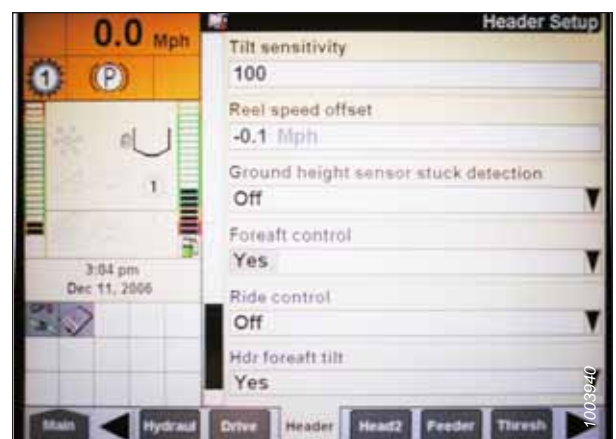 0.0 Mph
Header Setup
1
P
Tilt sensitivity
100
Reel speed offset
-0.1 Mph
Ground height sensor stuck detection
Off
1
Foreaft control
Yes
3:04 pm
Dec 11, 2006
Ride control
Off
GPS
Hdr foreaft tilt
Yes
Main
Hydraul
Drive
Header
Head2
Feeder
Thresh
1003940